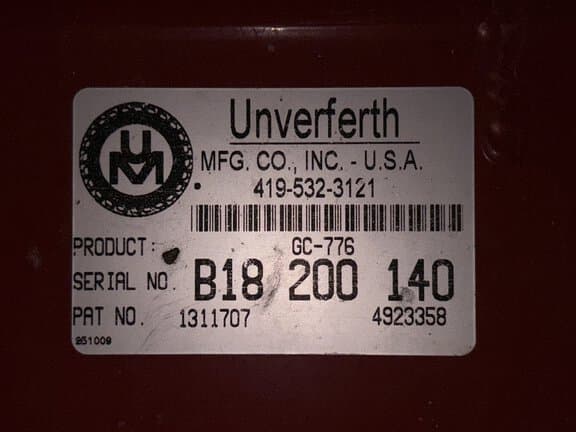 UM
Unverferth
MFG. CO., INC. - U.S.A.
419-532-3121
PRODUCT: GC-776
SERIAL NO. B18 200 140
PAT NO. 1311707 4923358
251009